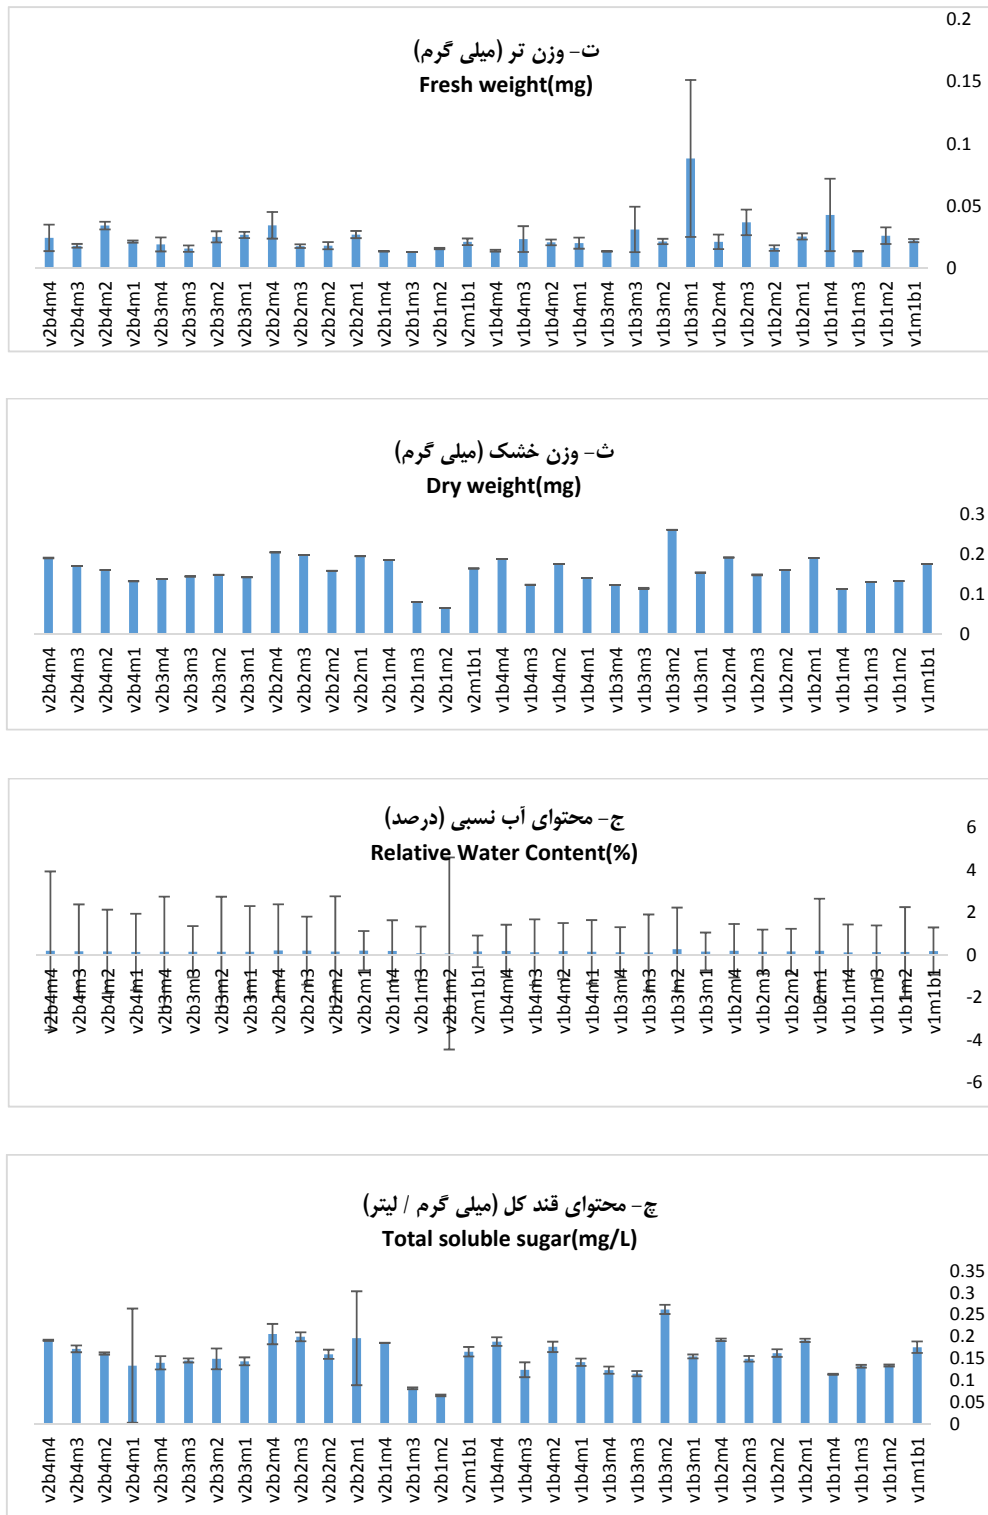 ت- وزن تر (میلی گرم)
Fresh weight(mg)
0.2
0.15
0.1
0.05
0
v2b4m4 v2b4m3 v2b4m2 v2b4m1 v2b3m4 v2b3m3 v2b3m2 v2b3m1 v2b2m4 v2b2m3 v2b2m2 v2b2m1 v2b1m4 v2b1m3 v2b1m2 v2m1b1 v1b4m4 v1b4m3 v1b4m2 v1b4m1 v1b3m4 v1b3m3 v1b3m2 v1b3m1 v1b2m4 v1b2m3 v1b2m2 v1b2m1 v1b1m4 v1b1m3 v1b1m2 v1m1b1
ث- وزن خشک (میلی گرم)
Dry weight(mg)
0.3
0.2
0.1
0
v2b4m4 v2b4m3 v2b4m2 v2b4m1 v2b3m4 v2b3m3 v2b3m2 v2b3m1 v2b2m4 v2b2m3 v2b2m2 v2b2m1 v2b1m4 v2b1m3 v2b1m2 v2m1b1 v1b4m4 v1b4m3 v1b4m2 v1b4m1 v1b3m4 v1b3m3 v1b3m2 v1b3m1 v1b2m4 v1b2m3 v1b2m2 v1b2m1 v1b1m4 v1b1m3 v1b1m2 v1m1b1
ج- محتوای آب نسبی (درصد)
Relative Water Content(%)
6
4
2
0
-2
-4
-6
v2b4m4 v2b4m3 v2b4m2 v2b4m1 v2b3m4 v2b3m3 v2b3m2 v2b3m1 v2b2m4 v2b2m3 v2b2m2 v2b2m1 v2b1m4 v2b1m3 v2b1m2 v2m1b1 v1b4m4 v1b4m3 v1b4m2 v1b4m1 v1b3m4 v1b3m3 v1b3m2 v1b3m1 v1b2m4 v1b2m3 v1b2m2 v1b2m1 v1b1m4 v1b1m3 v1b1m2 v1m1b1
چ- محتوای قند کل (میلی گرم / لیتر)
Total soluble sugar(mg/L)
0.35
0.3
0.25
0.2
0.15
0.1
0.05
0
v2b4m4 v2b4m3 v2b4m2 v2b4m1 v2b3m4 v2b3m3 v2b3m2 v2b3m1 v2b2m4 v2b2m3 v2b2m2 v2b2m1 v2b1m4 v2b1m3 v2b1m2 v2m1b1 v1b4m4 v1b4m3 v1b4m2 v1b4m1 v1b3m4 v1b3m3 v1b3m2 v1b3m1 v1b2m4 v1b2m3 v1b2m2 v1b2m1 v1b1m4 v1b1m3 v1b1m2 v1m1b1